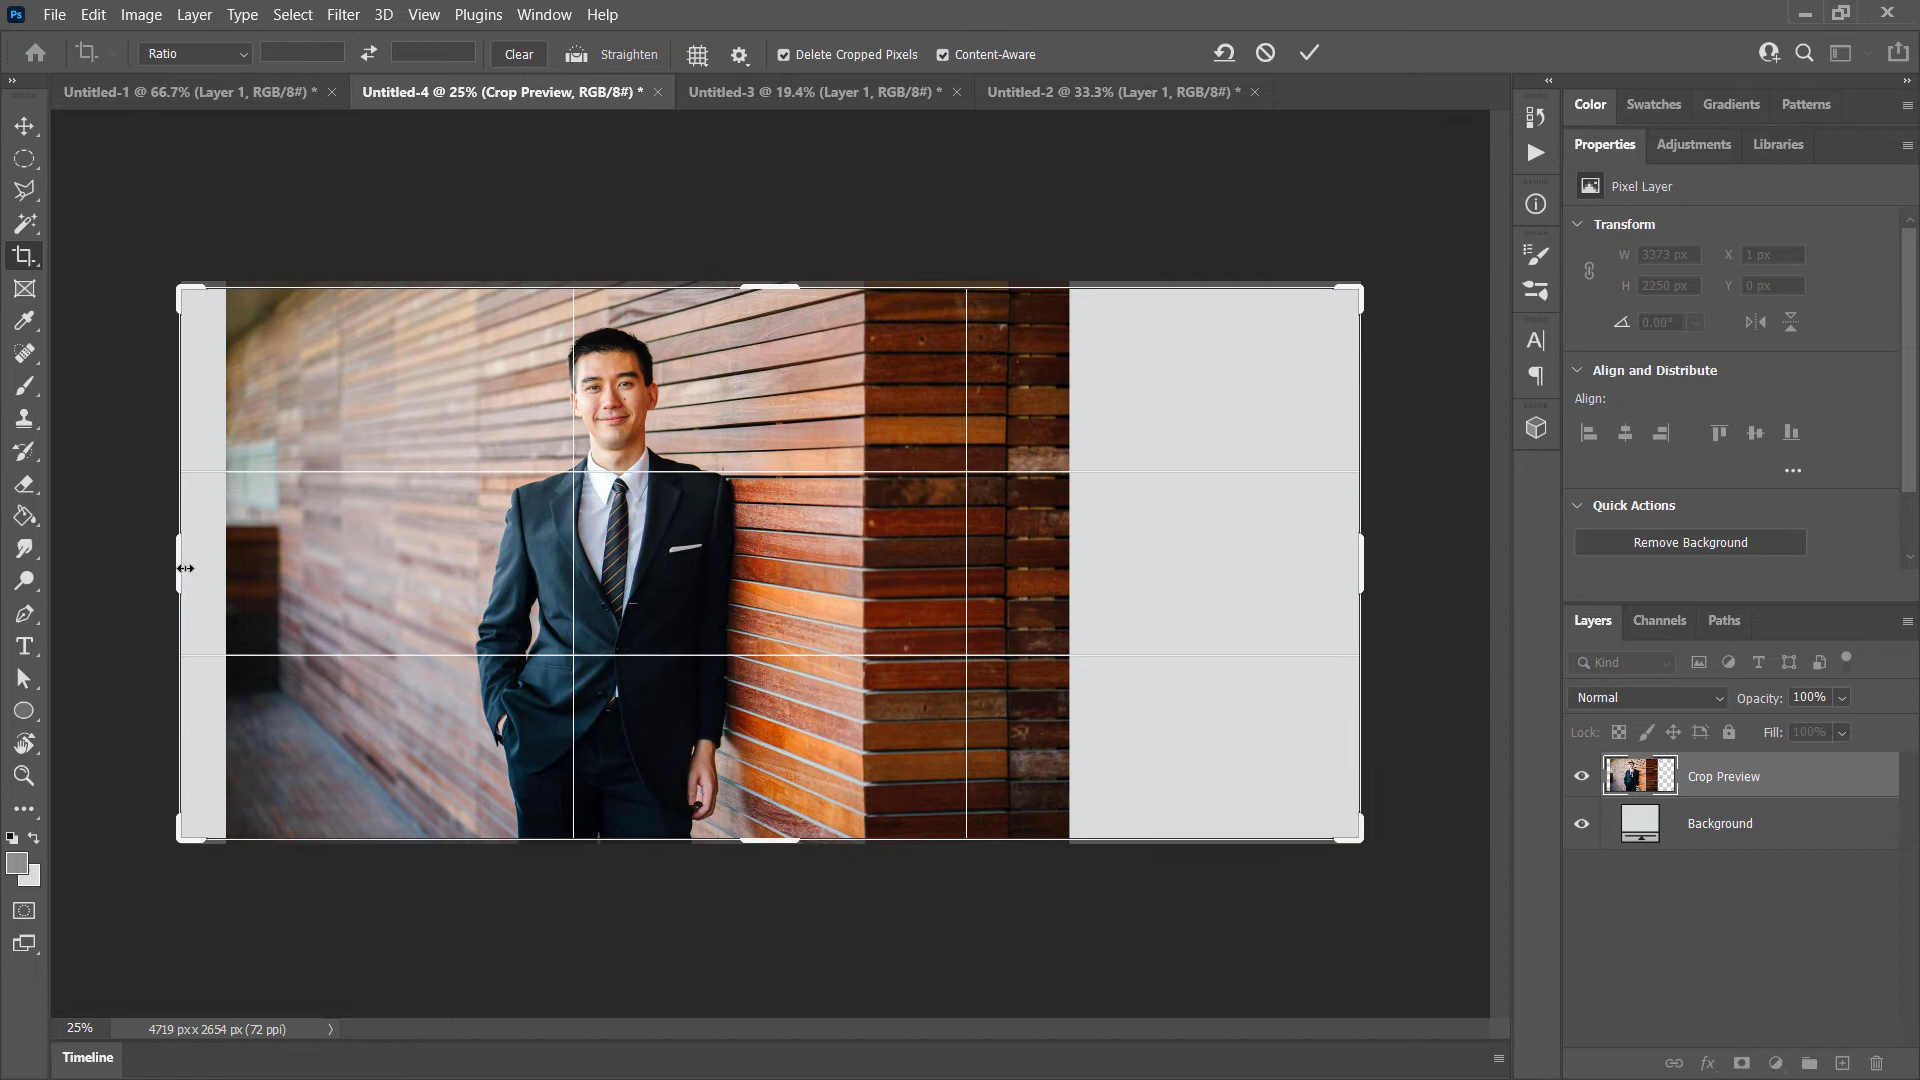 Ps File Edit Image Layer Type Select Filter 3D View Plugins Window Help
Ratio Clear Straighten Delete Cropped Pixels Content-Aware
Untitled-1 @ 66.7% (Layer 1, RGB/8#) * Untitled-4 @ 25% (Crop Preview, RGB/8#) * Untitled-3 @ 19.4% (Layer 1, RGB/8#) * Untitled-2 @ 33.3% (Layer 1, RGB/8#) *
Color Swatches Gradients Patterns
Properties Adjustments Libraries
Pixel Layer
Transform
W 3373 px X 1 px
H 2250 px Y 0 px
0.00°
Align and Distribute
Align:
Quick Actions
Remove Background
Layers Channels Paths
Kind
Normal Opacity: 100%
Lock: Fill: 100%
Crop Preview
Background
25% 4719 px x 2654 px (72 ppi)
Timeline